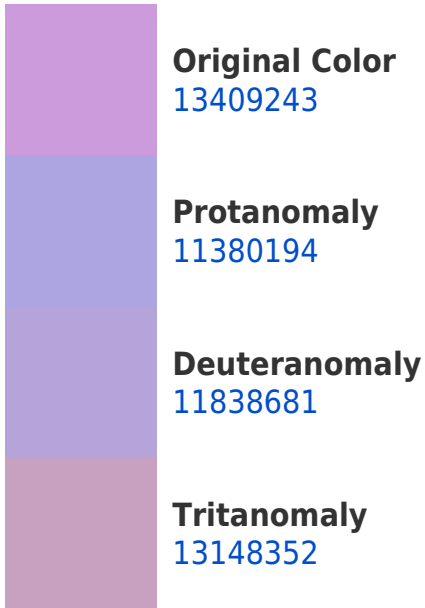 Original Color
13409243
Protanomaly
11380194
Deuteranomaly
11838681
Tritanomaly
13148352